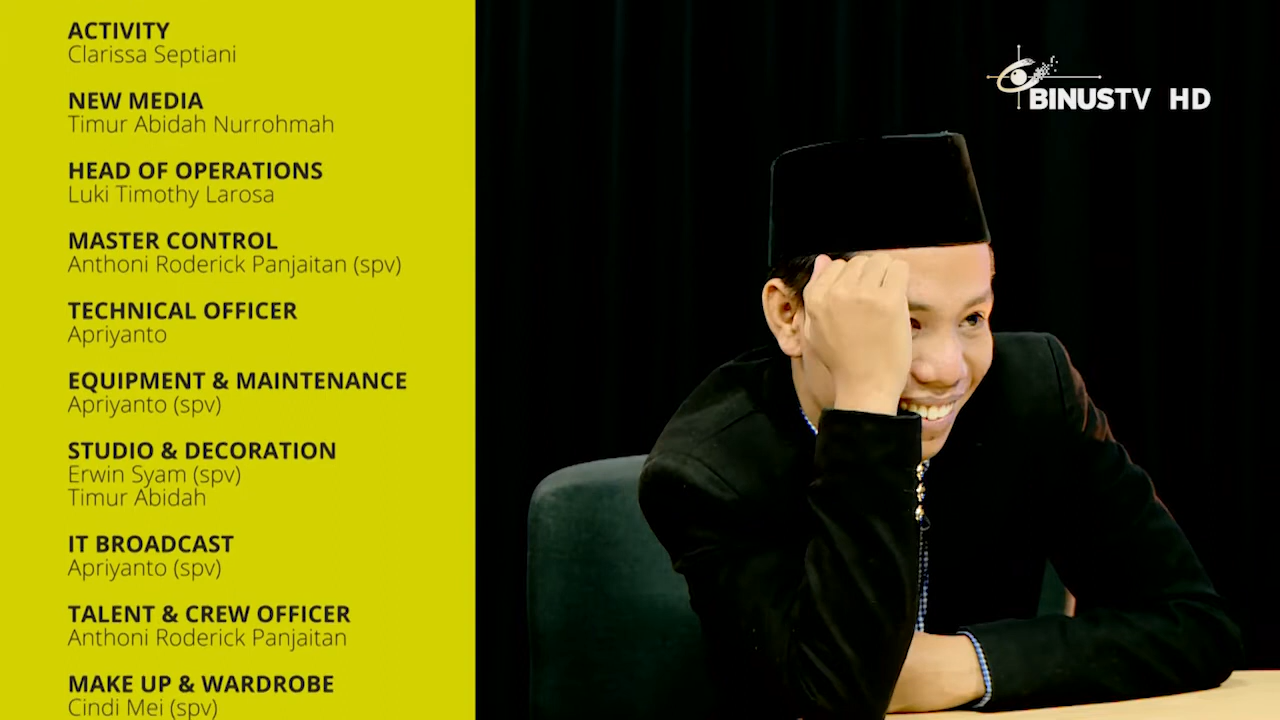 ACTIVITY
Clarissa Septiani
NEW MEDIA
Timur Abidah Nurrohmah
HEAD OF OPERATIONS
Luki Timothy Larosa
MASTER CONTROL
Anthoni Roderick Panjaitan (spv)
TECHNICAL OFFICER
Apriyanto
EQUIPMENT & MAINTENANCE
Apriyanto (spv)
STUDIO & DECORATION
Erwin Syam (spv)
Timur Abidah
IT BROADCAST
Apriyanto (spv)
TALENT & CREW OFFICER
Anthoni Roderick Panjaitan
MAKE UP & WARDROBE
Cindi Mei (spv)
BINUSTV HD